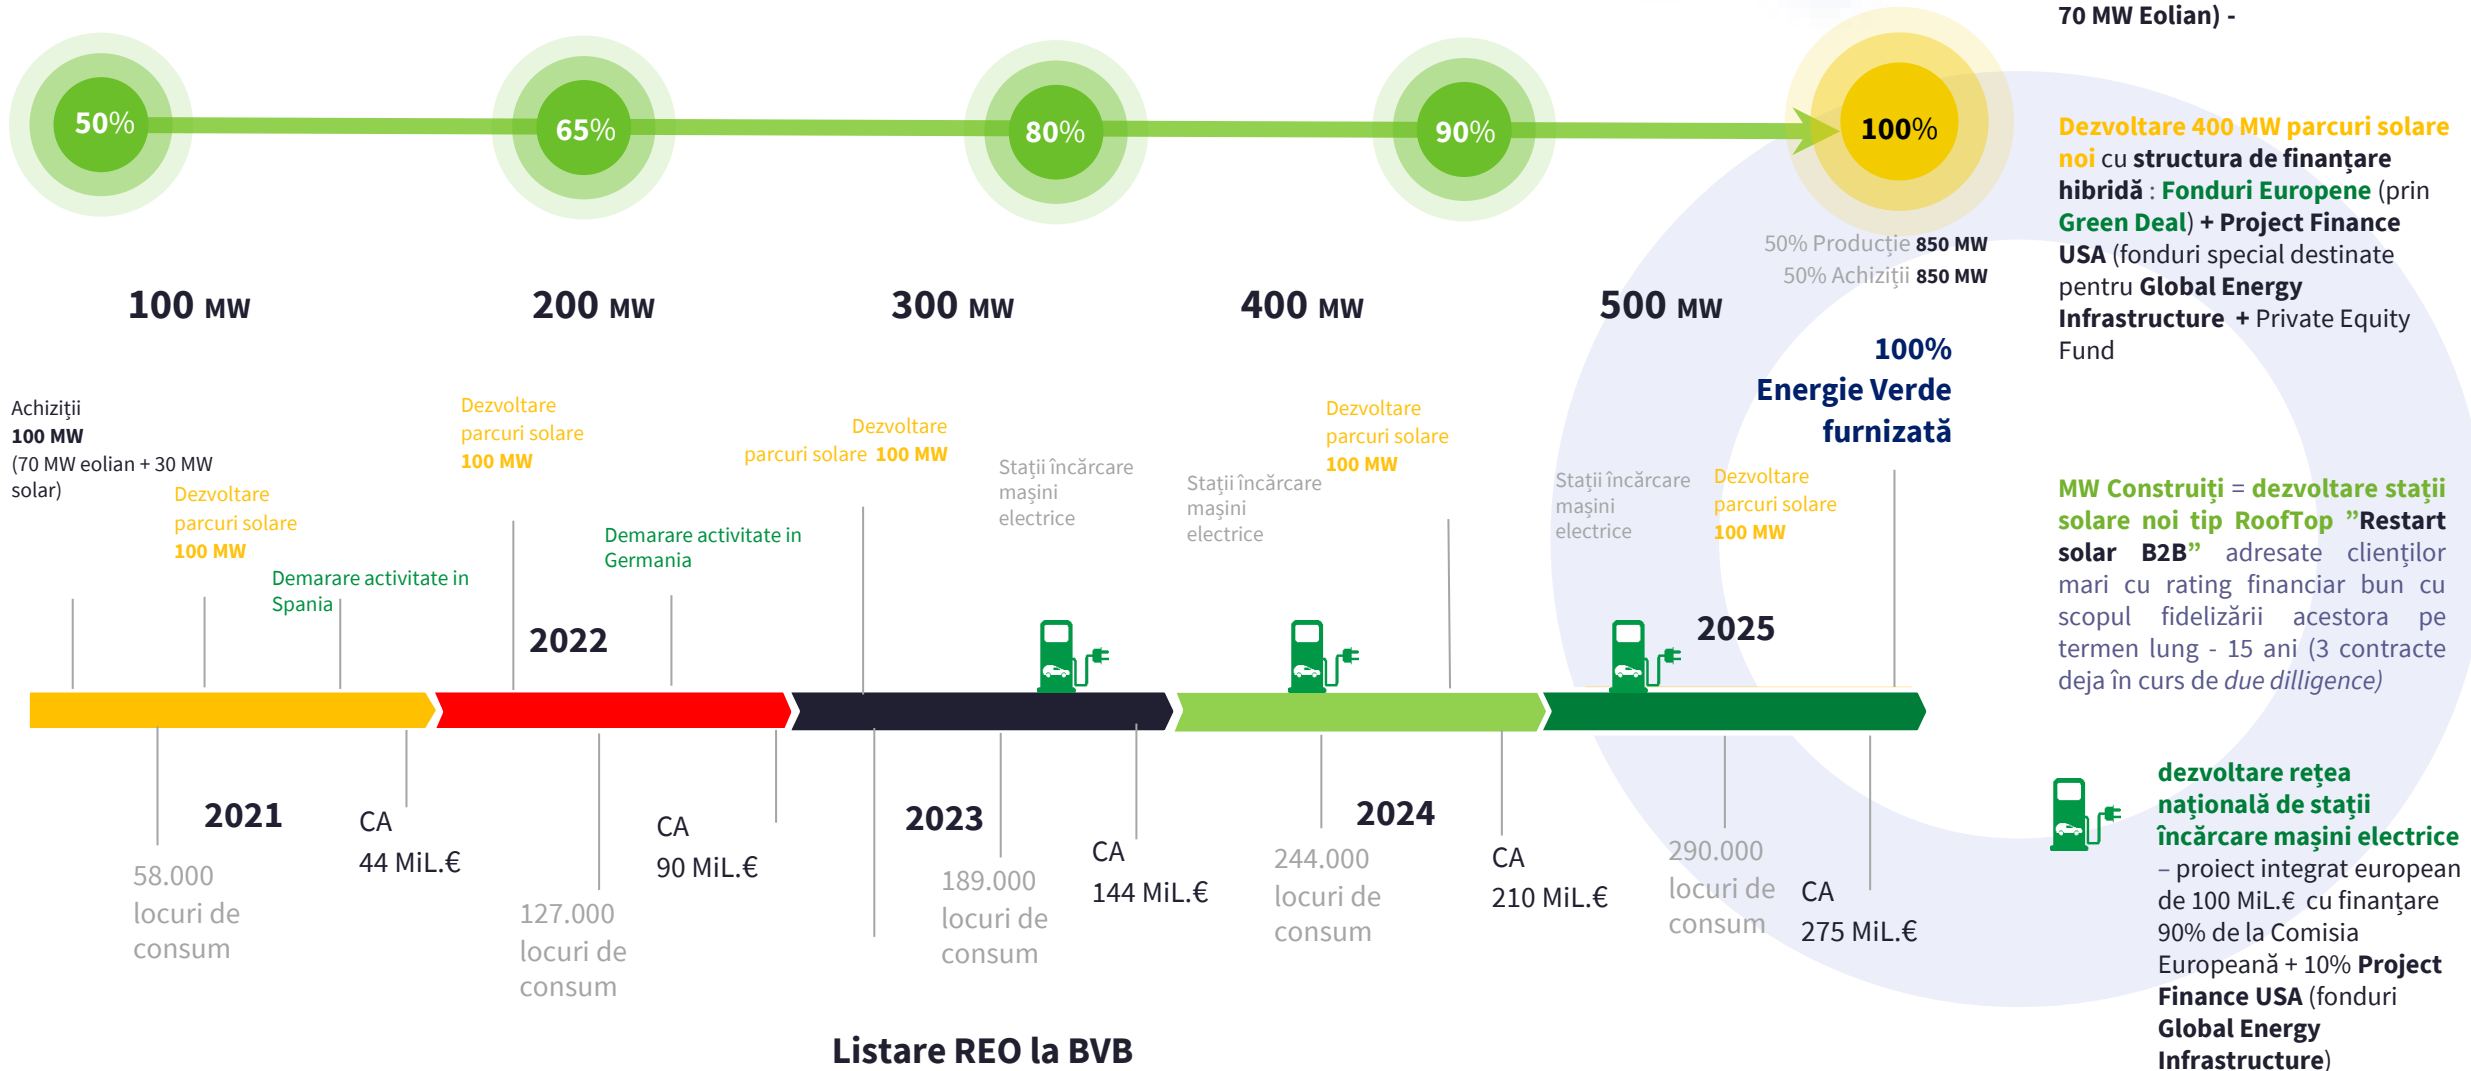 70 MW Eolian) -
50%
65%
80%
90%
100%
50% Producție 850 MW
50% Achiziții 850 MW
100 MW
200 MW
300 MW
400 MW
500 MW
100%
Energie Verde
furnizată
Achiziții
100 MW
(70 MW eolian + 30 MW
solar)
Dezvoltare
parcuri solare
100 MW
Demarare activitate in
Spania
Dezvoltare
parcuri solare
100 MW
Demarare activitate in
Germania
Dezvoltare
parcuri solare 100 MW
Stații încărcare
mașini
electrice
Stații încărcare
mașini
electrice
Dezvoltare
parcuri solare
100 MW
Stații încărcare
mașini
electrice
Dezvoltare
parcuri solare
100 MW
2022
2025
2021
2023
2024
58.000
locuri de
consum
CA
44 MiL.€
127.000
locuri de
consum
CA
90 MiL.€
189.000
locuri de
consum
CA
144 MiL.€
244.000
locuri de
consum
CA
210 MiL.€
290.000
locuri de
consum
CA
275 MiL.€
Listare REO la BVB
Dezvoltare 400 MW parcuri solare
noi cu structura de finanțare
hibridă : Fonduri Europene (prin
Green Deal) + Project Finance
USA (fonduri special destinate
pentru Global Energy
Infrastructure + Private Equity
Fund
MW Construiți = dezvoltare stații
solare noi tip RoofTop ”Restart
solar B2B” adresate clienților
mari cu rating financiar bun cu
scopul fidelizării acestora pe
termen lung - 15 ani (3 contracte
deja în curs de due dilligence)
dezvoltare rețea
națională de stații
încărcare mașini electrice
– proiect integrat european
de 100 MiL.€ cu finanțare
90% de la Comisia
Europeană + 10% Project
Finance USA (fonduri
Global Energy
Infrastructure)